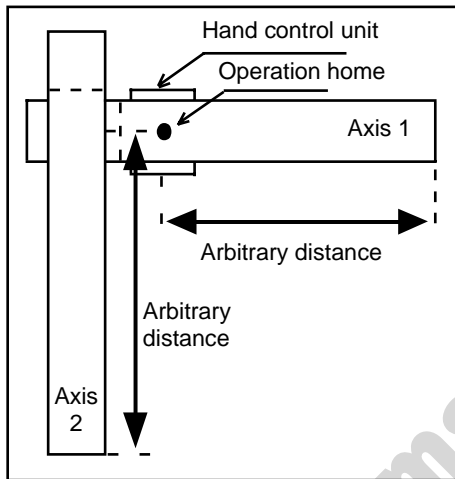 Hand control unit
Operation home
Axis 1
Arbitrary distance
Arbitrary
distance
Axis
2